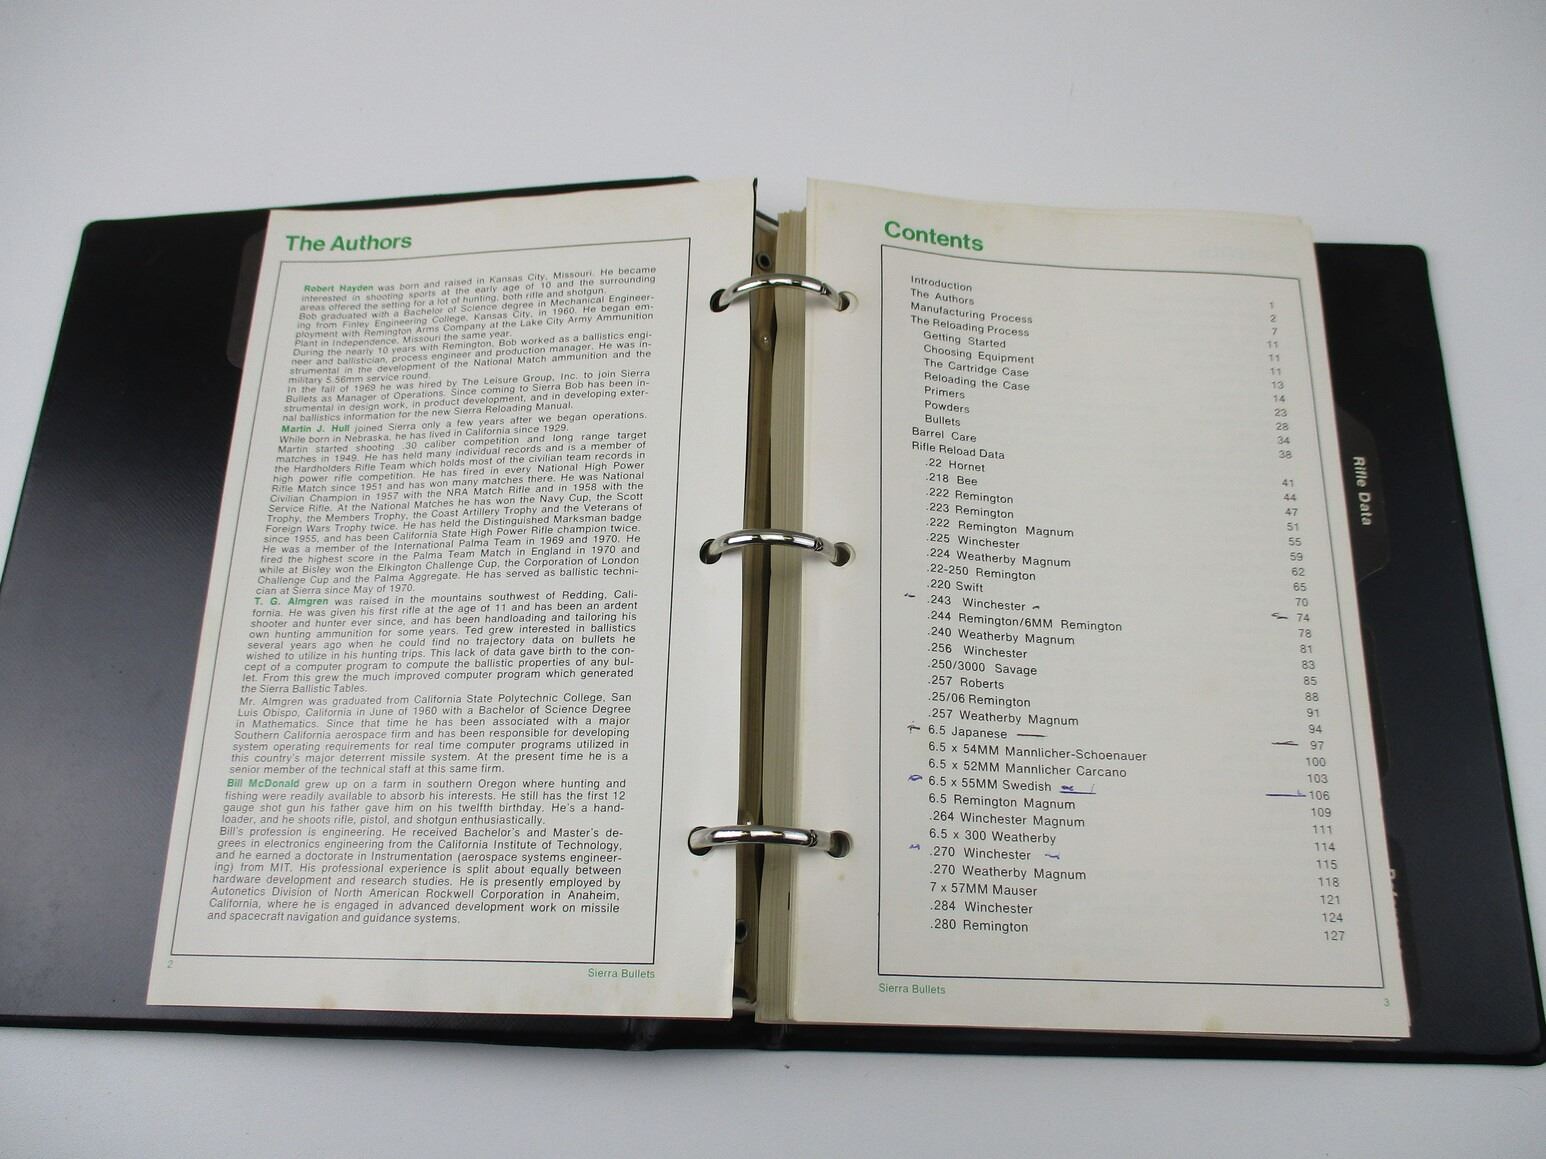 The Authors
Robert Hayden was born and raised in Kansas City, Missouri. He became
interested in shooting sports at the early age of 10 and the surrounding
areas offered the setting for a lot of hunting, both rifle and shotgun.
Bob graduated with a Bachelor of Science degree in Mechanical Engineer-
ing from Finley Engineering College, Kansas City, in 1960. He began em-
ployment with Remington Arms Company at the Lake City Army Ammunition
Plant in Independence, Missouri the same year.
During the nearly 10 years with Remington, Bob worked as a ballistics engi-
neer and ballistician, process engineer and production manager. He was in-
strumental in the development of the National Match ammunition and the
military 5.56mm service round.
In the fall of 1969 he was hired by The Leisure Group, Inc. to join Sierra
Bullets as Manager of Operations. Since coming to Sierra Bob has been in-
strumental in design work, in product development, and in developing exter-
nal ballistics information for the new Sierra Reloading Manual.
Martin J. Hull joined Sierra only a few years after we began operations.
While born in Nebraska, he has lived in California since 1929.
Martin started shooting .30 caliber competition and long range target
matches in 1949. He has held many individual records and is a member of
the Hardholders Rifle Team which holds most of the civilian team records in
high power rifle competition. He has fired in every National High Power
Rifle Match since 1951 and has won many matches there. He was National
Civilian Champion in 1957 with the NRA Match Rifle and in 1958 with the
Service Rifle. At the National Matches he has won the Navy Cup, the Scott
Trophy, the Members Trophy, the Coast Artillery Trophy and the Veterans of
Foreign Wars Trophy twice. He has held the Distinguished Marksman badge
since 1955, and has been California State High Power Rifle champion twice.
He was a member of the International Palma Team in 1969 and 1970. He
fired the highest score in the Palma Team Match in England in 1970 and
while at Bisley won the Elkington Challenge Cup, the Corporation of London
Challenge Cup and the Palma Aggregate. He has served as ballistic techni-
cian at Sierra since May of 1970.
T. G. Almgren was raised in the mountains southwest of Redding, Cali-
fornia. He was given his first rifle at the age of 11 and has been an ardent
shooter and hunter ever since, and has been handloading and tailoring his
own hunting ammunition for some years. Ted grew interested in ballistics
several years ago when he could find no trajectory data on bullets he
wished to utilize in his hunting trips. This lack of data gave birth to the con-
cept of a computer program to compute the ballistic properties of any bul-
let. From this grew the much improved computer program which generated
the Sierra Ballistic Tables.
Mr. Almgren was graduated from California State Polytechnic College, San
Luis Obispo, California in June of 1960 with a Bachelor of Science Degree
in Mathematics. Since that time he has been associated with a major
Southern California aerospace firm and has been responsible for developing
system operating requirements for real time computer programs utilized in
this country's major deterrent missile system. At the present time he is a
senior member of the technical staff at this same firm.
Bill McDonald grew up on a farm in southern Oregon where hunting and
fishing were readily available to absorb his interests. He still has the first 12
gauge shot gun his father gave him on his twelfth birthday. He's a hand-
loader, and he shoots rifle, pistol, and shotgun enthusiastically.
Bill's profession is engineering. He received Bachelor's and Master's de-
grees in electronics engineering from the California Institute of Technology,
and he earned a doctorate in Instrumentation (aerospace systems engineer-
ing) from MIT. His professional experience is split about equally between
hardware development and research studies. He is presently employed by
Autonetics Division of North American Rockwell Corporation in Anaheim,
California, where he is engaged in advanced development work on missile
and spacecraft navigation and guidance systems.
2
Sierra Bullets
Contents
Introduction 1
The Authors 2
Manufacturing Process 7
The Reloading Process 11
Getting Started 11
Choosing Equipment 11
The Cartridge Case 13
Reloading the Case 14
Primers 23
Powders 28
Bullets 34
Barrel Care 38
Rifle Reload Data
.22 Hornet 41
.218 Bee 44
.222 Remington 47
.223 Remington 51
.222 Remington Magnum 55
.225 Winchester 59
.224 Weatherby Magnum 62
.22-250 Remington 65
.220 Swift 70
.243 Winchester 74
.244 Remington/6MM Remington 78
.240 Weatherby Magnum 81
.256 Winchester 83
.250/3000 Savage 85
.257 Roberts 88
.25/06 Remington 91
.257 Weatherby Magnum 94
6.5 Japanese 97
6.5 x 54MM Mannlicher-Schoenauer 100
6.5 x 52MM Mannlicher Carcano 103
6.5 x 55MM Swedish 106
6.5 Remington Magnum 109
.264 Winchester Magnum 111
6.5 x 300 Weatherby 114
.270 Winchester 115
.270 Weatherby Magnum 118
7 x 57MM Mauser 121
.284 Winchester 124
.280 Remington 127
Sierra Bullets
3
Rifle Data